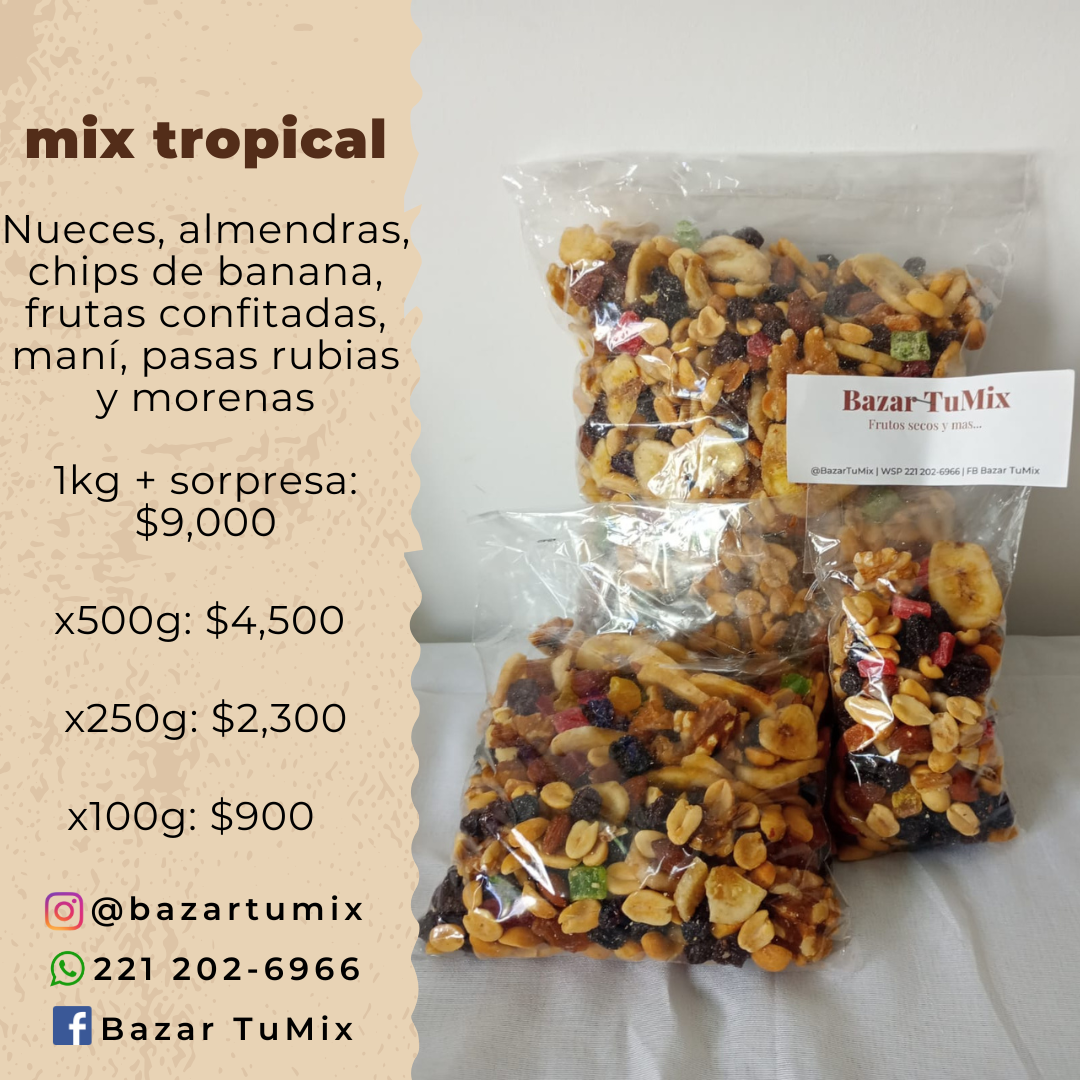 mix tropical
Nueces, almendras,
chips de banana,
frutas confitadas,
maní, pasas rubias
y morenas
1kg + sorpresa:
$9,000
x500g: $4,500
x250g: $2,300
x100g: $900
@bazartumix
221 202-6966
Bazar TuMix
Bazar TuMix
Frutos secos y mas...
@BazarTuMix | WSP 221 202-6966 | FB Bazar TuMix